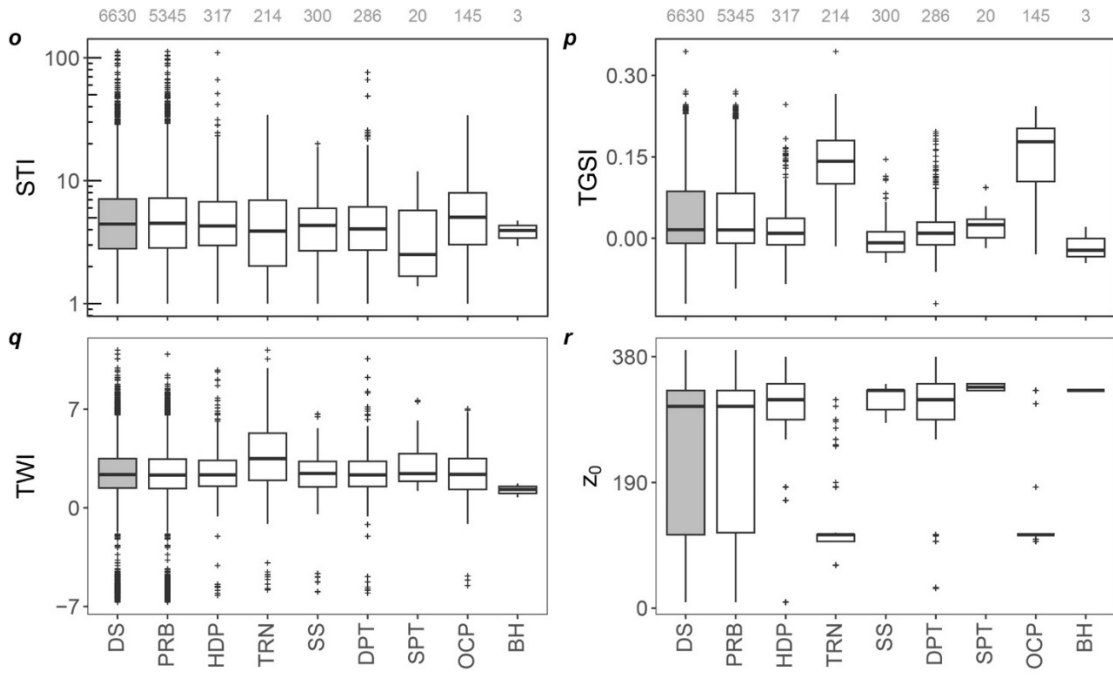 6630 5345 317 214 300 286 20 145 3
6630 5345 317 214 300 286 20 145 3
o
p
STI
100
10
1
TGSI
0.30
0.15
0.00
q
r
TWI
7
0
−7
z0
380
190
0
DS PRB HDP TRN SS DPT SPT OCP BH
DS PRB HDP TRN SS DPT SPT OCP BH